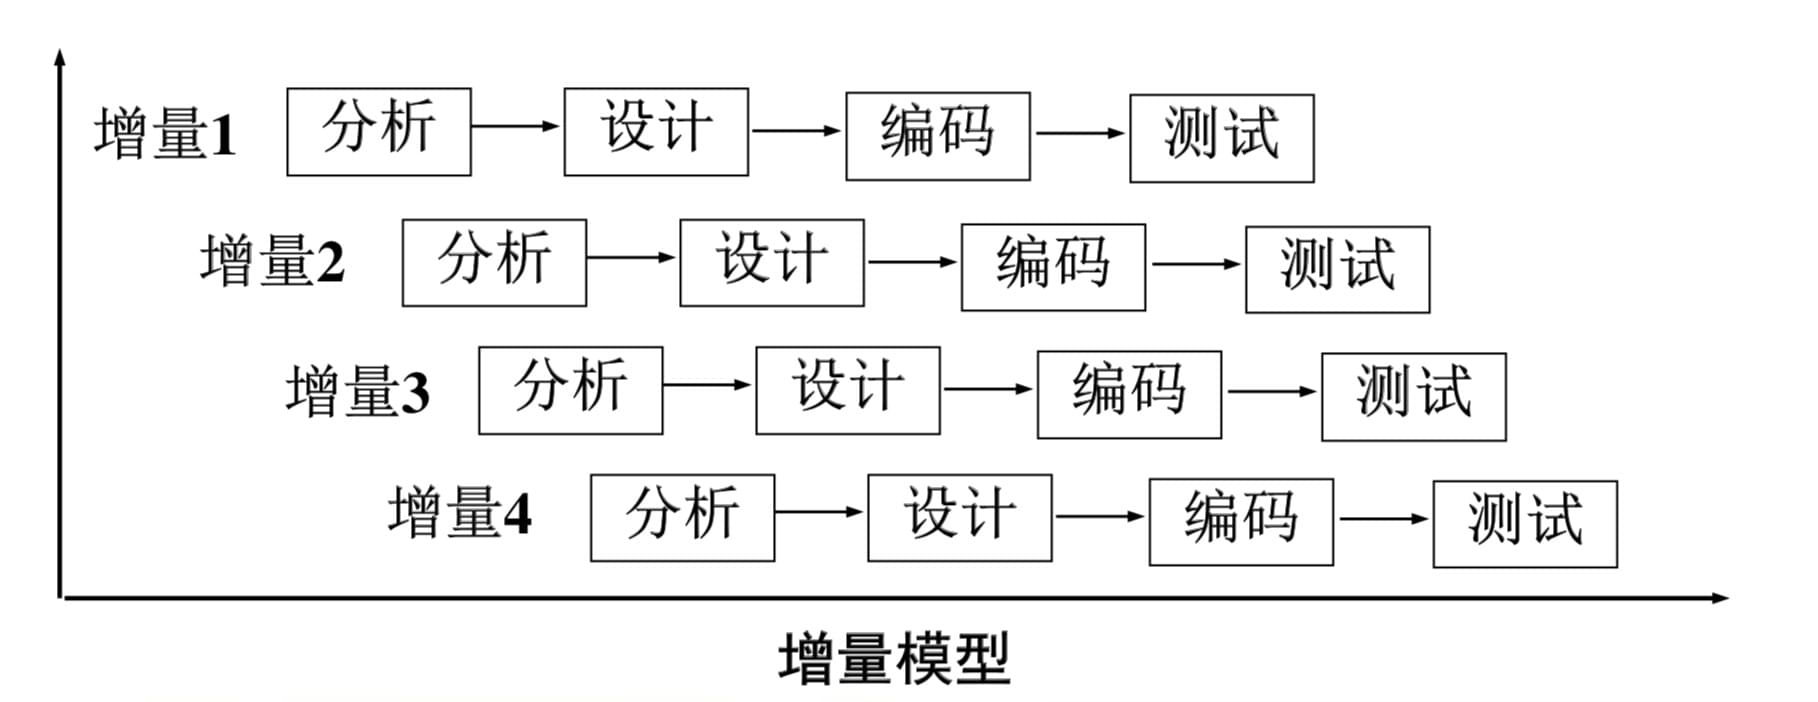 增量1 分析 设计 编码 测试
增量2 分析 设计 编码 测试
增量3 分析 设计 编码 测试
增量4 分析 设计 编码 测试
增量模型